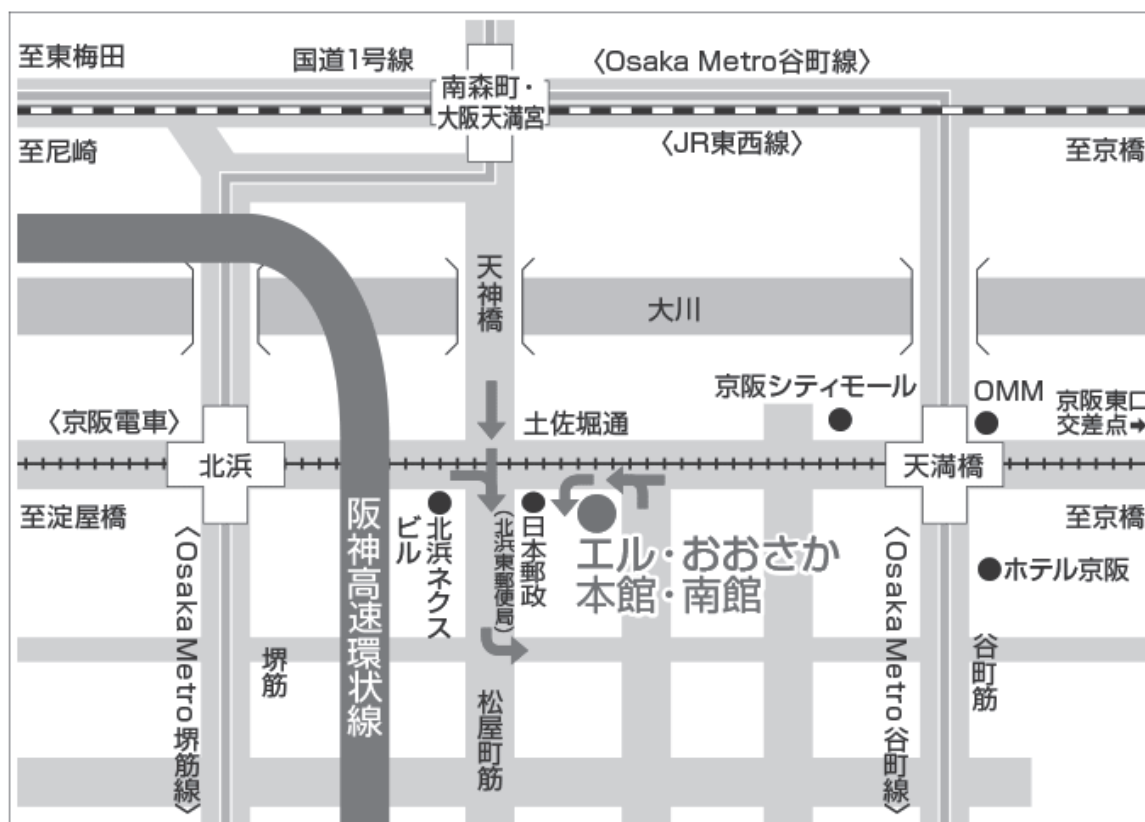 至東梅田
国道1号線
〈Osaka Metro谷町線〉
南森町・
大阪天満宮
至尼崎
〈JR東西線〉
至京橋
天神橋
大川
京阪シティモール
OMM
京阪東口
交差点➞
〈京阪電車〉
土佐堀通
北浜
天満橋
至淀屋橋
至京橋
〈Osaka Metro堺筋線〉
堺筋
阪神高速環状線
北浜ネクス
ビル
日本郵政
(北浜東郵便局)
エル・おおさか
本館・南館
ホテル京阪
〈Osaka Metro谷町線〉
谷町筋
松屋町筋